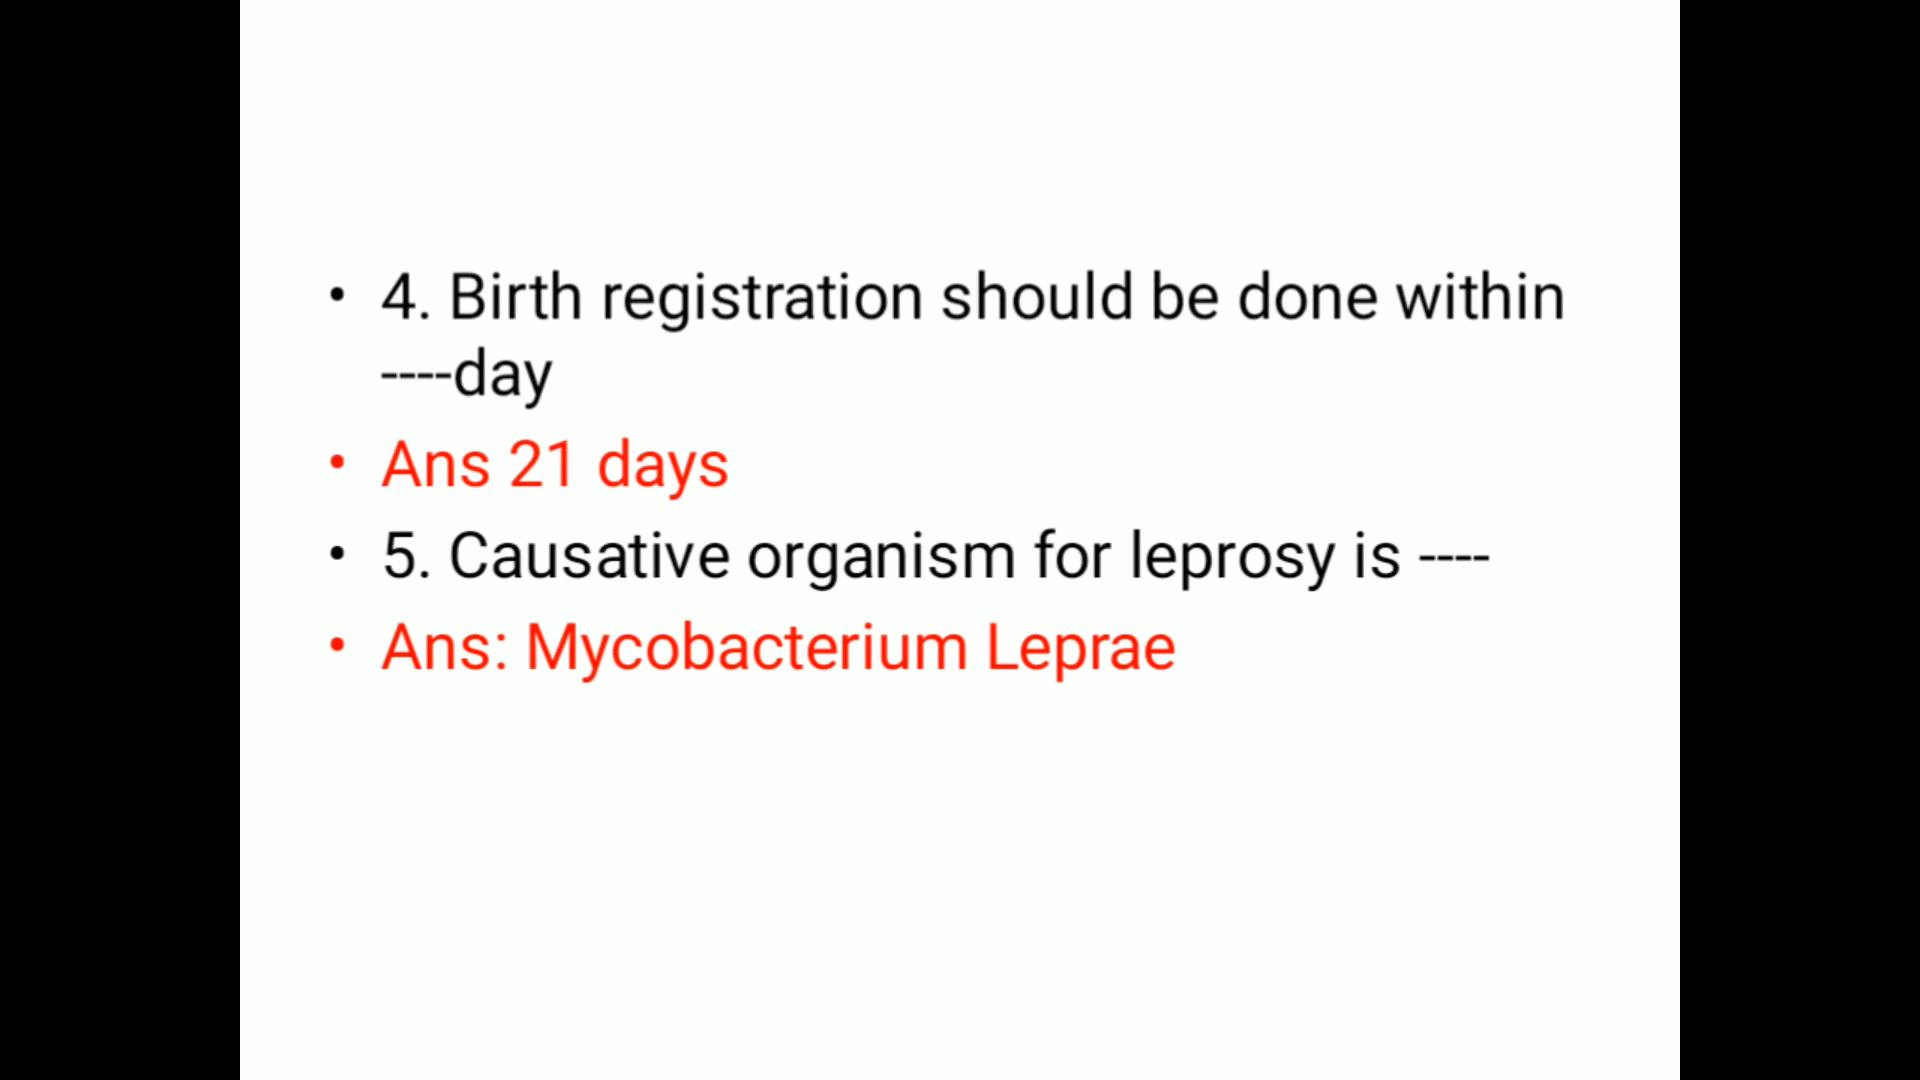 • 4. Birth registration should be done within
----day
• Ans 21 days
• 5. Causative organism for leprosy is ----
• Ans: Mycobacterium Leprae